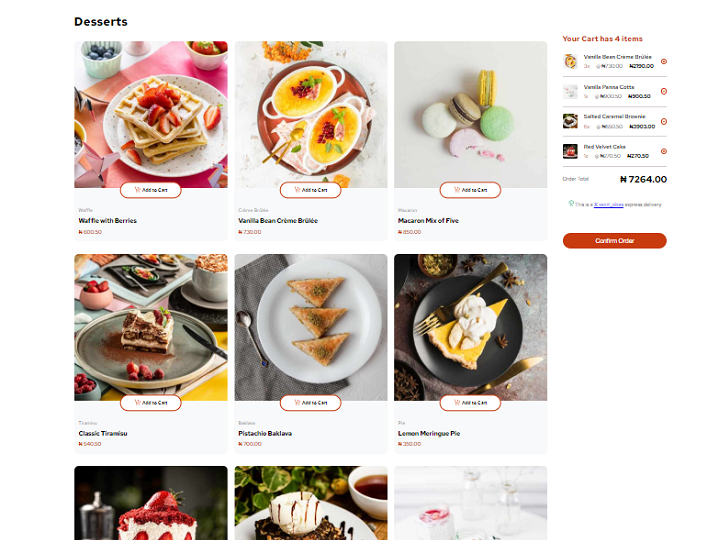 Desserts
Add to Cart
Add to Cart
Add to Cart
Waffle
Crème Brûlée
Macaron
Waffle with Berries
Vanilla Bean Crème Brûlée
Macaron Mix of Five
₦600.50
₦730.00
₦850.00
Add to Cart
Add to Cart
Add to Cart
Tiramisu
Baklava
Pie
Classic Tiramisu
Pistachio Baklava
Lemon Meringue Pie
₦540.50
₦700.00
₦350.00
Your Cart has 4 items
Vanilla Bean Crème Brûlée
3x @₦730.00 ₦2190.00
Vanilla Panna Cotta
1x @₦900.50 ₦900.50
Salted Caramel Brownie
6x @₦650.50 ₦3903.00
Red Velvet Cake
1x @₦270.50 ₦270.50
Order Total ₦7264.00
This is a express delivery
Confirm Order